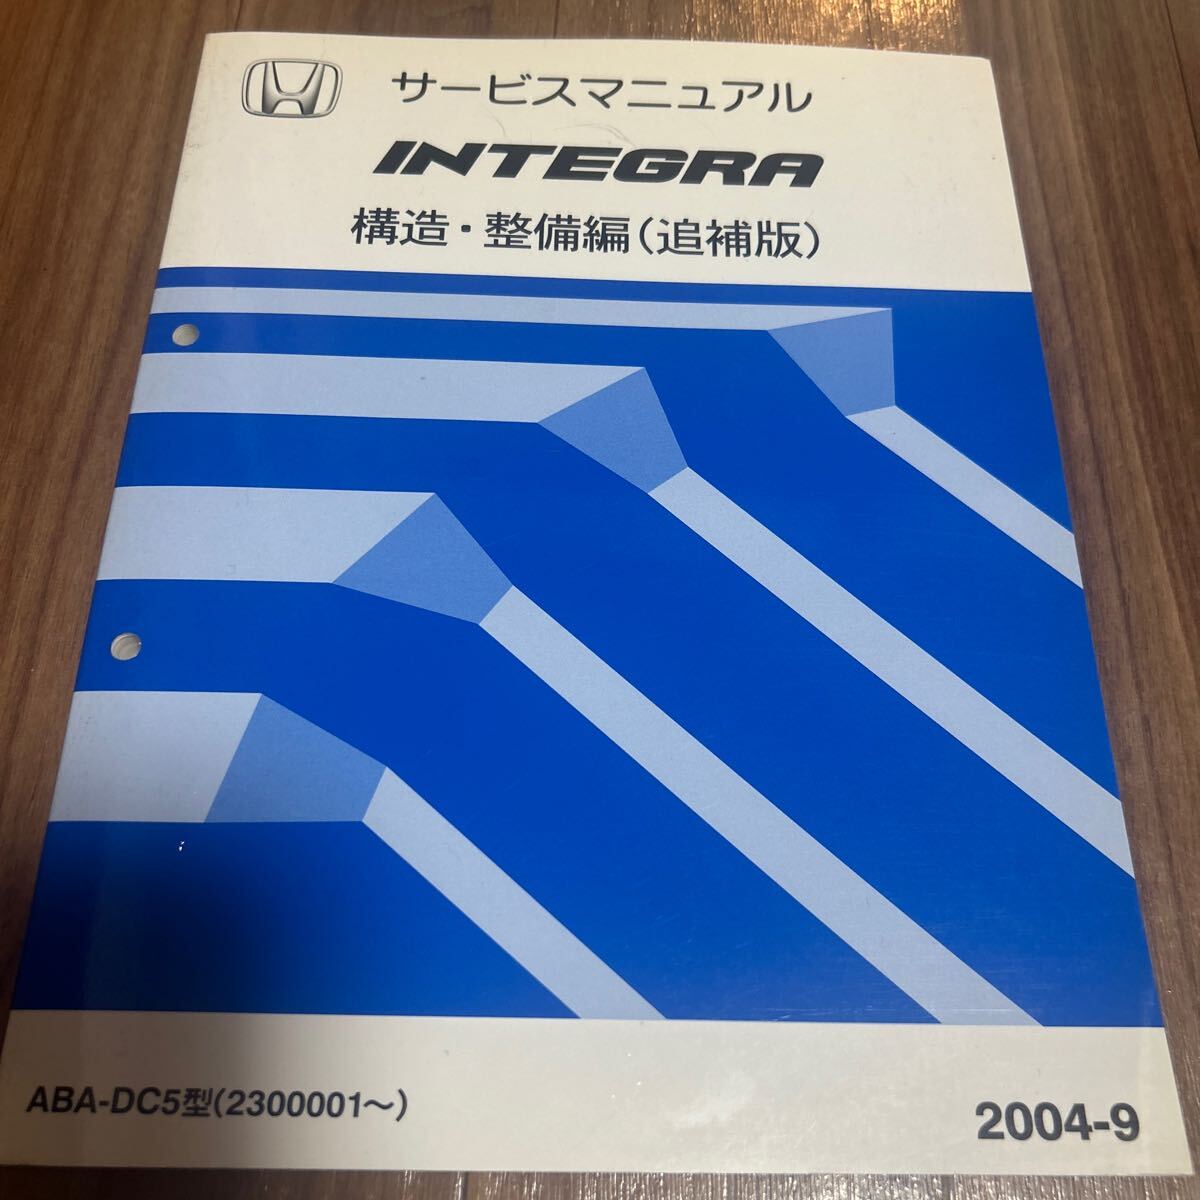 サービスマニュアル
INTEGRA
構造・整備編(追補版)
ABA-DC5型(2300001～)
2004-9